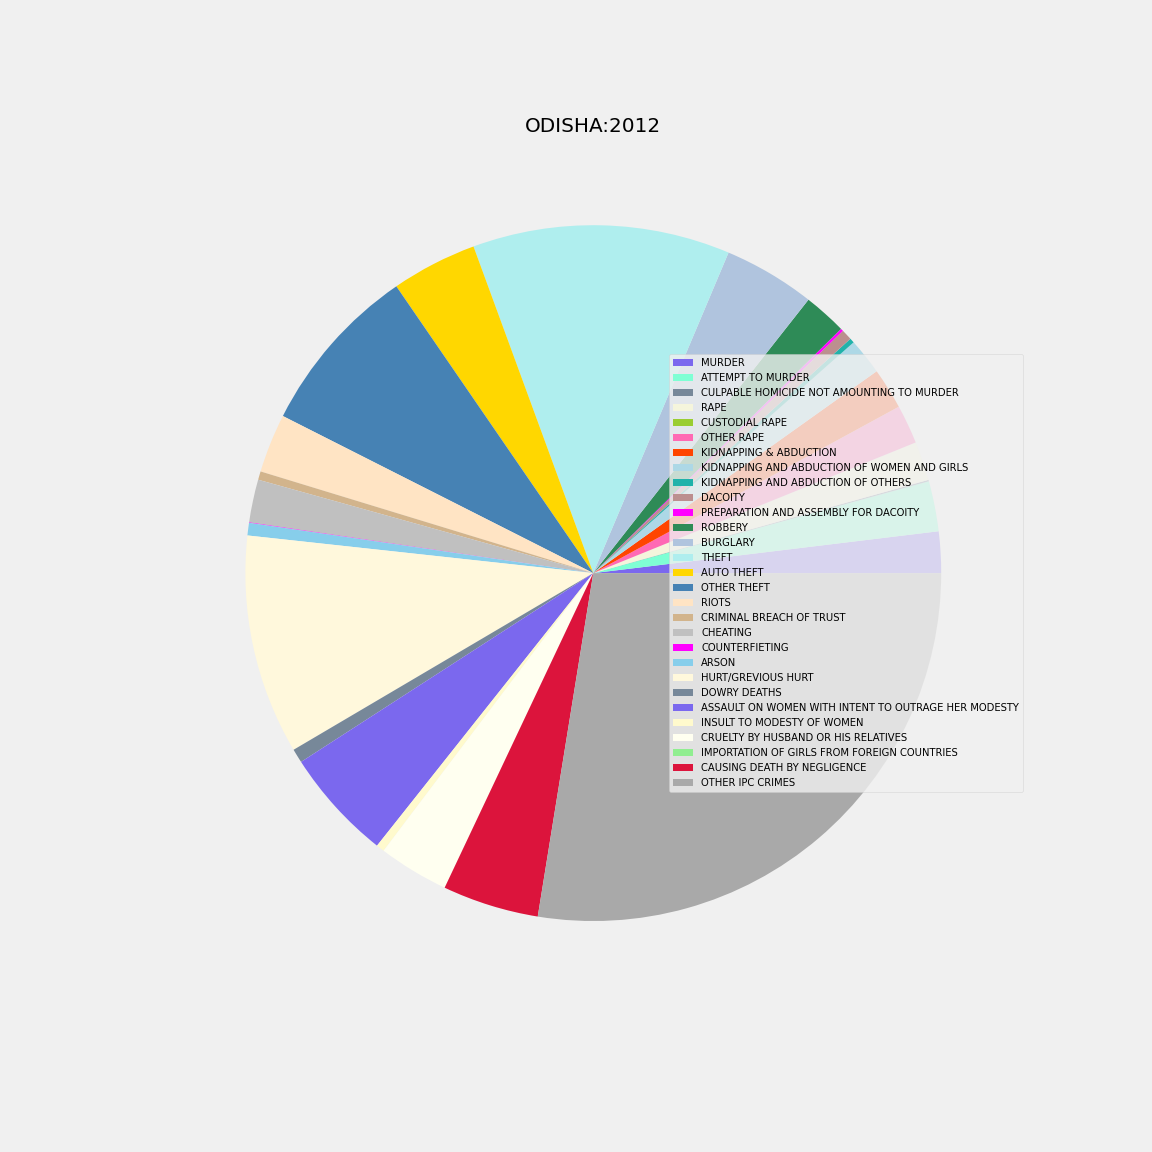 ODISHA:2012
MURDER
ATTEMPT TO MURDER
CULPABLE HOMICIDE NOT AMOUNTING TO MURDER
RAPE
CUSTODIAL RAPE
OTHER RAPE
KIDNAPPING & ABDUCTION
KIDNAPPING AND ABDUCTION OF WOMEN AND GIRLS
KIDNAPPING AND ABDUCTION OF OTHERS
DACOITY
PREPARATION AND ASSEMBLY FOR DACOITY
ROBBERY
BURGLARY
THEFT
AUTO THEFT
OTHER THEFT
RIOTS
CRIMINAL BREACH OF TRUST
CHEATING
COUNTERFIETING
ARSON
HURT/GREVIOUS HURT
DOWRY DEATHS
ASSAULT ON WOMEN WITH INTENT TO OUTRAGE HER MODESTY
INSULT TO MODESTY OF WOMEN
CRUELTY BY HUSBAND OR HIS RELATIVES
IMPORTATION OF GIRLS FROM FOREIGN COUNTRIES
CAUSING DEATH BY NEGLIGENCE
OTHER IPC CRIMES